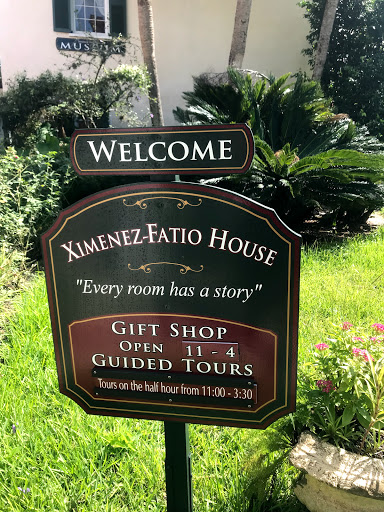 MUSEUM
WELCOME
XIMENEZ-FATIO HOUSE
"Every room has a story"
GIFT SHOP
OPEN 11 - 4
GUIDED TOURS
Tours on the half hour from 11:00 - 3:30